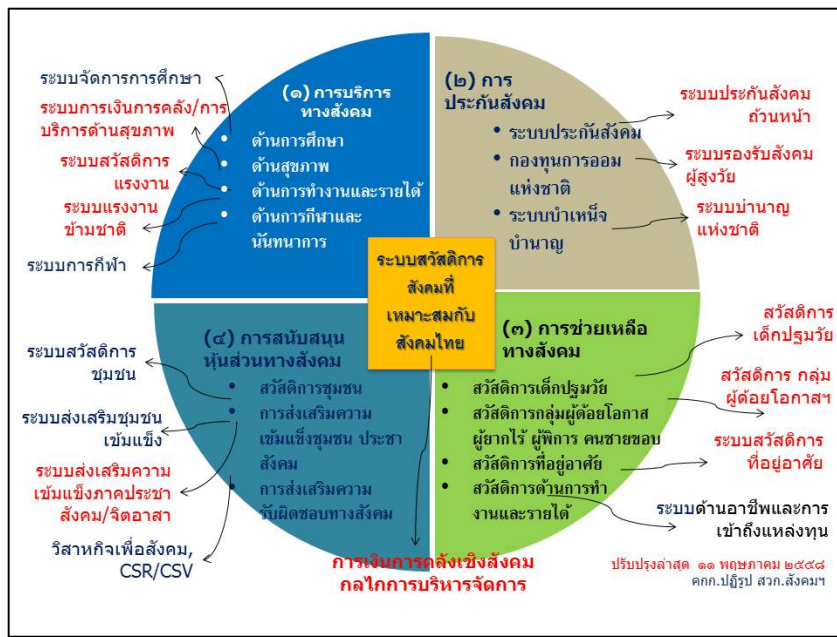 ระบบจัดการการศึกษา
ระบบการเงินการคลัง/การ
บริการด้านสุขภาพ
ระบบสวัสดิการ
แรงงาน
ระบบแรงงาน
ข้ามชาติ
ระบบการกีฬา
(๑) การบริการ
ทางสังคม
• ด้านการศึกษา
• ด้านสุขภาพ
• ด้านการทำงานและรายได้
• ด้านการกีฬาและ
นันทนาการ
(๒) การ
ประกันสังคม
• ระบบประกันสังคม
• กองทุนการออม
แห่งชาติ
• ระบบบำเหน็จ
บำนาญ
ระบบประกันสังคม
ถ้วนหน้า
ระบบรองรับสังคม
ผู้สูงวัย
ระบบบำนาญ
แห่งชาติ
ระบบสวัสดิการ
สังคมที่
เหมาะสมกับ
สังคมไทย
(๓) การช่วยเหลือ
ทางสังคม
• สวัสดิการเด็กปฐมวัย
• สวัสดิการกลุ่มผู้ด้อยโอกาส
ผู้ยากไร้ ผู้พิการ คนชายขอบ
• สวัสดิการที่อยู่อาศัย
• สวัสดิการด้านการทำ
งานและรายได้
สวัสดิการ
เด็กปฐมวัย
สวัสดิการ กลุ่ม
ผู้ด้อยโอกาสฯ
ระบบสวัสดิการ
ที่อยู่อาศัย
ระบบด้านอาชีพและการ
เข้าถึงแหล่งทุน
(๔) การสนับสนุน
หุ้นส่วนทางสังคม
• สวัสดิการชุมชน
• การส่งเสริมความ
เข้มแข็งชุมชน ประชา
สังคม
• การส่งเสริมความ
รับผิดชอบทางสังคม
ระบบสวัสดิการ
ชุมชน
ระบบส่งเสริมชุมชน
เข้มแข็ง
ระบบส่งเสริมความ
เข้มแข็งภาคประชา
สังคม/จิตอาสา
วิสาหกิจเพื่อสังคม,
CSR/CSV
การเงินการคลังเชิงสังคม
กลไกการบริหารจัดการ
ปรับปรุงล่าสุด ๑๑ พฤษภาคม ๒๕๕๘
คกก.ปฏิรูป สวก.สังคมฯ